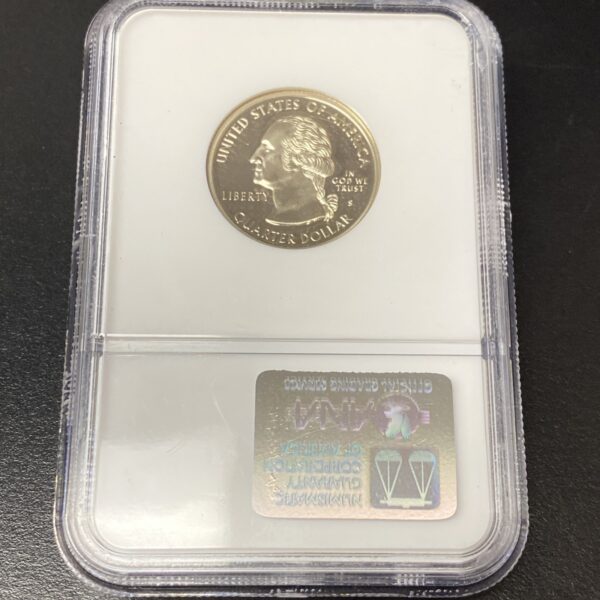 UNITED STATES OF AMERICA
LIBERTY
IN
GOD WE
TRUST
S
QUARTER DOLLAR
OFFICIAL GRADING SERVICE
ANA
NUMISMATIC
GUARANTY
CORPORATION
OF AMERICA